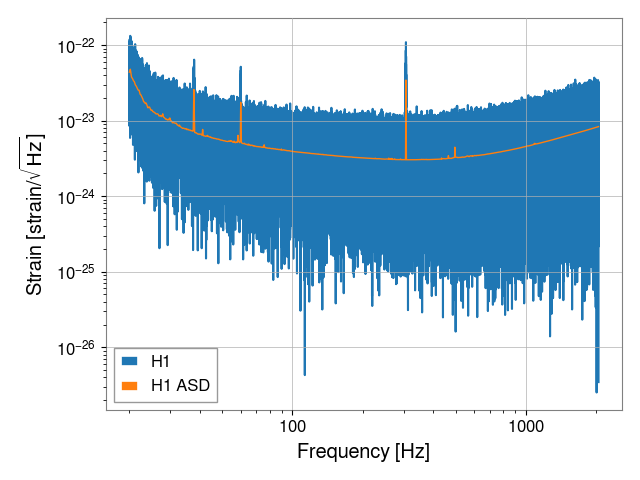 10⁻²²
10⁻²³
10⁻²⁴
10⁻²⁵
10⁻²⁶
Strain [strain/√Hz]
H1
H1 ASD
100
1000
Frequency [Hz]